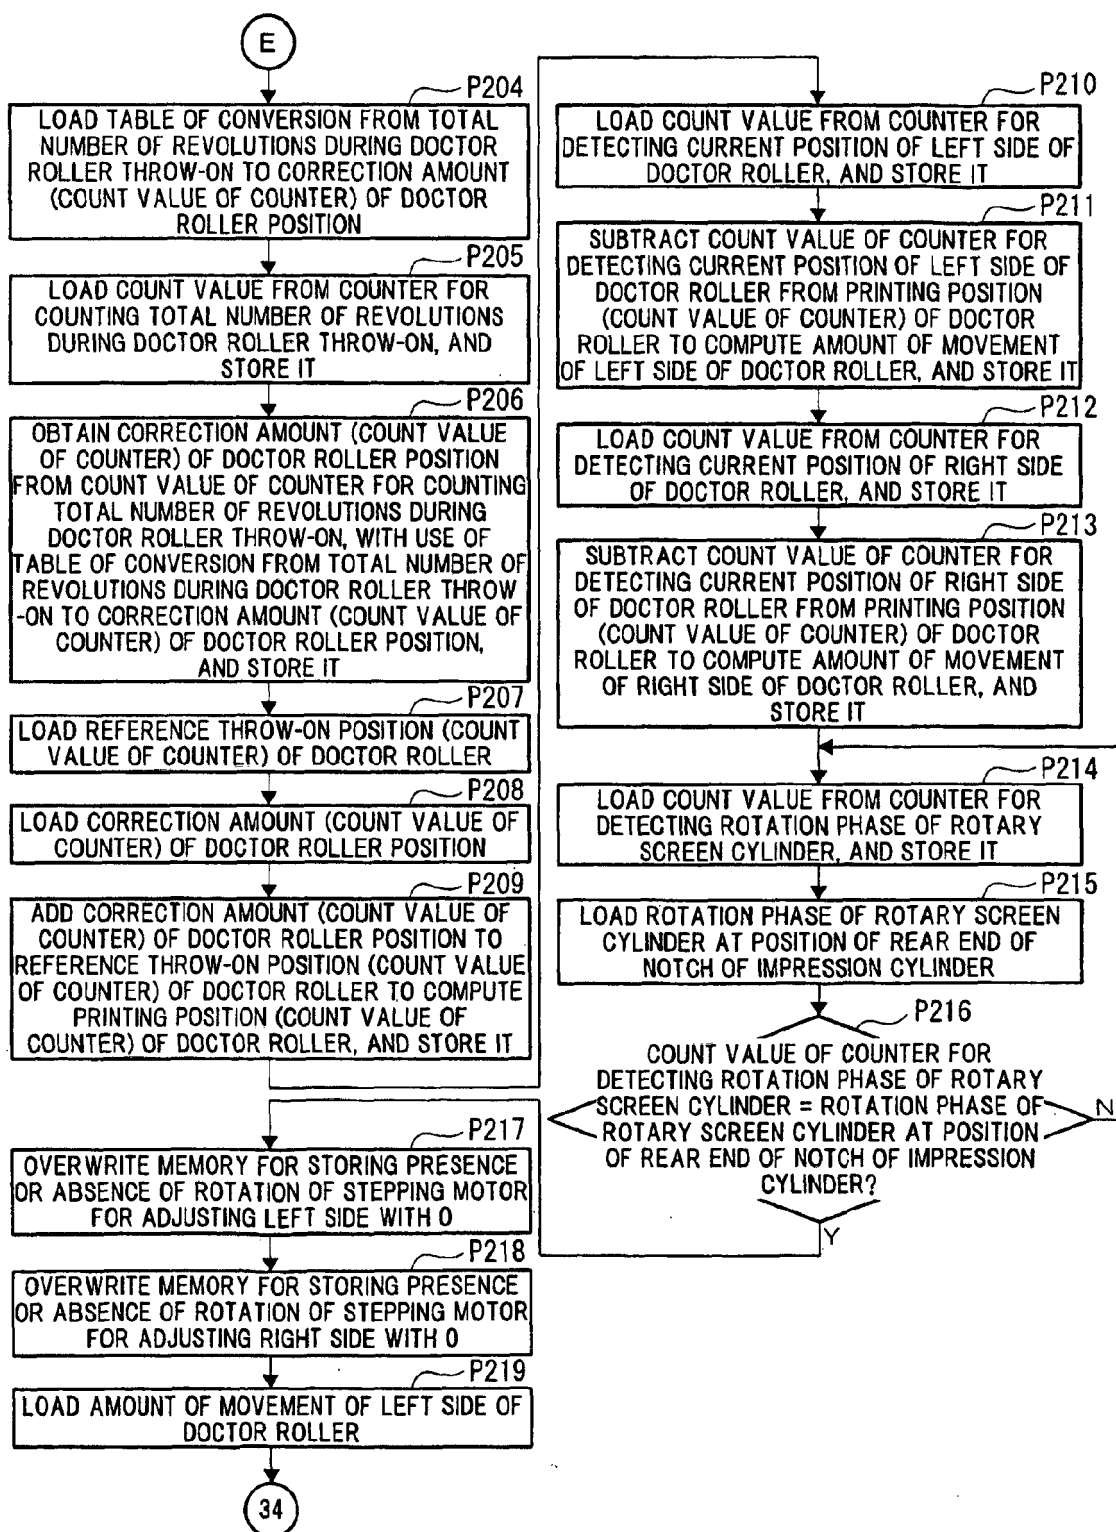 E
P204
LOAD TABLE OF CONVERSION FROM TOTAL
NUMBER OF REVOLUTIONS DURING DOCTOR
ROLLER THROW-ON TO CORRECTION AMOUNT
(COUNT VALUE OF COUNTER) OF DOCTOR
ROLLER POSITION
P205
LOAD COUNT VALUE FROM COUNTER FOR
COUNTING TOTAL NUMBER OF REVOLUTIONS
DURING DOCTOR ROLLER THROW-ON, AND
STORE IT
P206
OBTAIN CORRECTION AMOUNT (COUNT VALUE
OF COUNTER) OF DOCTOR ROLLER POSITION
FROM COUNT VALUE OF COUNTER FOR COUNTING
TOTAL NUMBER OF REVOLUTIONS DURING
DOCTOR ROLLER THROW-ON, WITH USE OF
TABLE OF CONVERSION FROM TOTAL NUMBER OF
REVOLUTIONS DURING DOCTOR ROLLER THROW
-ON TO CORRECTION AMOUNT (COUNT VALUE OF
COUNTER) OF DOCTOR ROLLER POSITION,
AND STORE IT
P207
LOAD REFERENCE THROW-ON POSITION (COUNT
VALUE OF COUNTER) OF DOCTOR ROLLER
P208
LOAD CORRECTION AMOUNT (COUNT VALUE OF
COUNTER) OF DOCTOR ROLLER POSITION
P209
ADD CORRECTION AMOUNT (COUNT VALUE OF
COUNTER) OF DOCTOR ROLLER POSITION TO
REFERENCE THROW-ON POSITION (COUNT VALUE
OF COUNTER) OF DOCTOR ROLLER TO COMPUTE
PRINTING POSITION (COUNT VALUE OF
COUNTER) OF DOCTOR ROLLER, AND STORE IT
P210
LOAD COUNT VALUE FROM COUNTER FOR
DETECTING CURRENT POSITION OF LEFT SIDE OF
DOCTOR ROLLER, AND STORE IT
P211
SUBTRACT COUNT VALUE OF COUNTER FOR
DETECTING CURRENT POSITION OF LEFT SIDE OF
DOCTOR ROLLER FROM PRINTING POSITION
(COUNT VALUE OF COUNTER) OF DOCTOR
ROLLER TO COMPUTE AMOUNT OF MOVEMENT
OF LEFT SIDE OF DOCTOR ROLLER, AND STORE IT
P212
LOAD COUNT VALUE FROM COUNTER FOR
DETECTING CURRENT POSITION OF RIGHT SIDE
OF DOCTOR ROLLER, AND STORE IT
P213
SUBTRACT COUNT VALUE OF COUNTER FOR
DETECTING CURRENT POSITION OF RIGHT SIDE
OF DOCTOR ROLLER FROM PRINTING POSITION
(COUNT VALUE OF COUNTER) OF DOCTOR
ROLLER TO COMPUTE AMOUNT OF MOVEMENT
OF RIGHT SIDE OF DOCTOR ROLLER, AND
STORE IT
P214
LOAD COUNT VALUE FROM COUNTER FOR
DETECTING ROTATION PHASE OF ROTARY
SCREEN CYLINDER, AND STORE IT
P215
LOAD ROTATION PHASE OF ROTARY SCREEN
CYLINDER AT POSITION OF REAR END OF
NOTCH OF IMPRESSION CYLINDER
P216
COUNT VALUE OF COUNTER FOR
DETECTING ROTATION PHASE OF ROTARY
SCREEN CYLINDER = ROTATION PHASE OF
ROTARY SCREEN CYLINDER AT POSITION
OF REAR END OF NOTCH OF IMPRESSION
CYLINDER?
N
Y
P217
OVERWRITE MEMORY FOR STORING PRESENCE
OR ABSENCE OF ROTATION OF STEPPING MOTOR
FOR ADJUSTING LEFT SIDE WITH 0
P218
OVERWRITE MEMORY FOR STORING PRESENCE
OR ABSENCE OF ROTATION OF STEPPING MOTOR
FOR ADJUSTING RIGHT SIDE WITH 0
P219
LOAD AMOUNT OF MOVEMENT OF LEFT SIDE OF
DOCTOR ROLLER
34